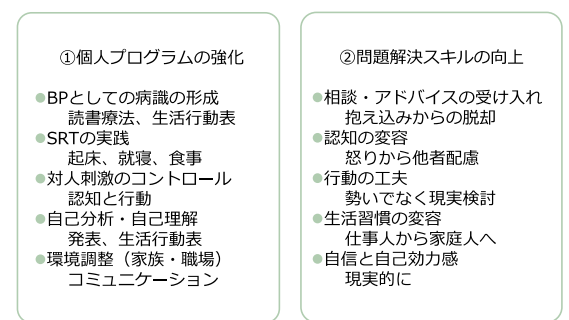 ①個人プログラムの強化
●BPとしての病識の形成
読書療法、生活行動表
●SRTの実践
起床、就寝、食事
●対人刺激のコントロール
認知と行動
●自己分析・自己理解
発表、生活行動表
●環境調整（家族・職場）
コミュニケーション
②問題解決スキルの向上
●相談・アドバイスの受け入れ
抱え込みからの脱却
●認知の変容
怒りから他者配慮
●行動の工夫
勢いでなく現実検討
●生活習慣の変容
仕事人から家庭人へ
●自信と自己効力感
現実的に